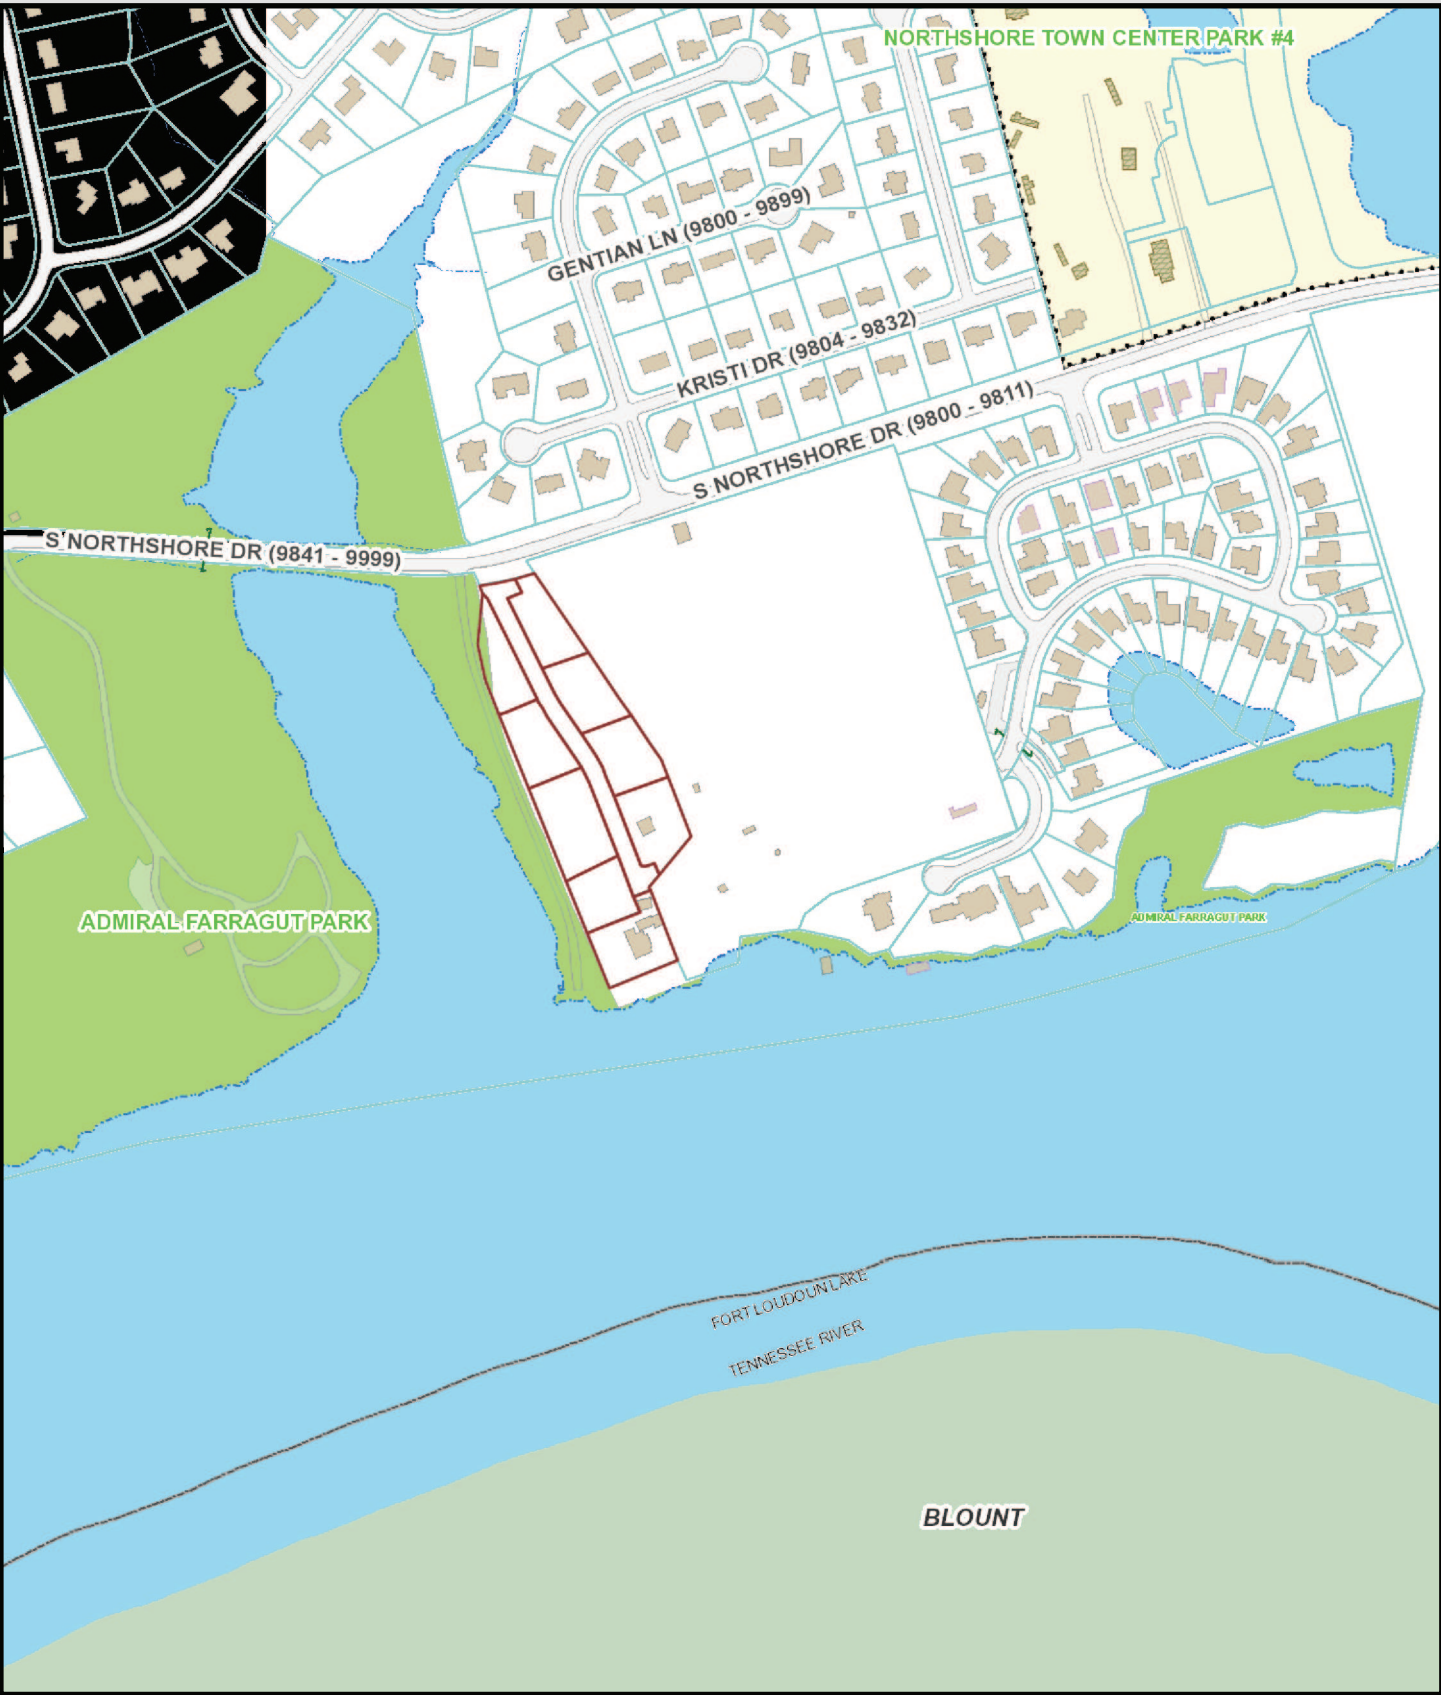 NORTHSHORE TOWN CENTER PARK #4
GENTIAN LN (9800 - 9899)
KRISTI DR (9804 - 9832)
S NORTHSHORE DR (9800 - 9811)
S NORTHSHORE DR (9841 - 9999)
ADMIRAL FARRAGUT PARK
ADMIRAL FARRAGUT PARK
FORT LOUDOUN LAKE
TENNESSEE RIVER
BLOUNT